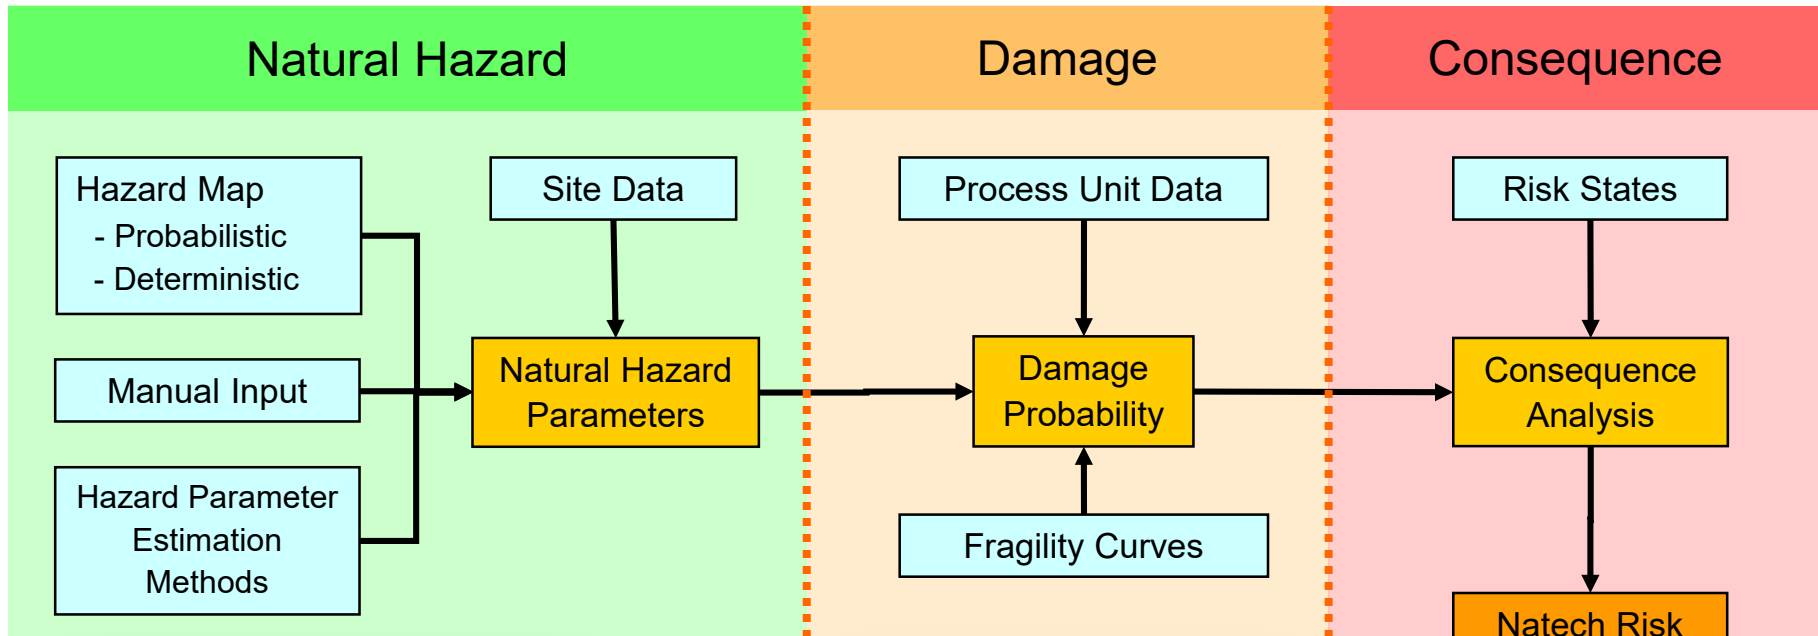 Natural Hazard
Damage
Consequence
Hazard Map
- Probabilistic
- Deterministic
Site Data
Process Unit Data
Risk States
Manual Input
Natural Hazard
Parameters
Damage
Probability
Consequence
Analysis
Hazard Parameter
Estimation
Methods
Fragility Curves
Natech Risk